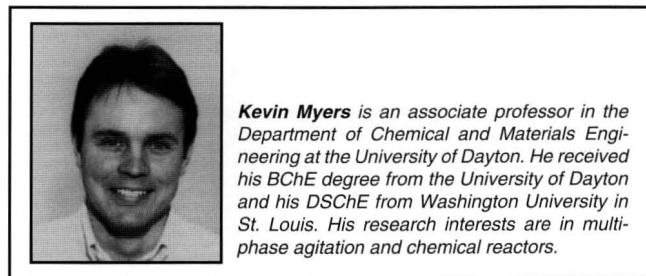 Kevin Myers is an associate professor in the
Department of Chemical and Materials Engi-
neering at the University of Dayton. He received
his BChE degree from the University of Dayton
and his DSChE from Washington University in
St. Louis. His research interests are in multi-
phase agitation and chemical reactors.